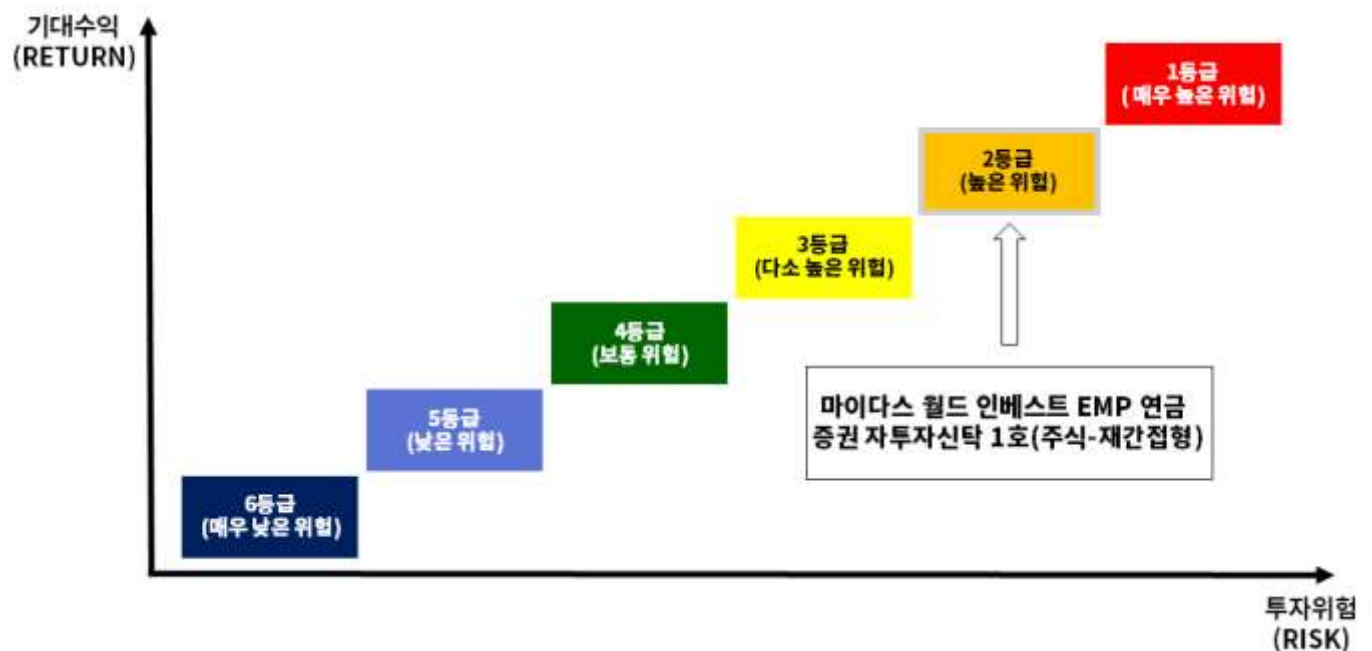 기대수익
(RETURN)
1등급
(매우 높은 위험)
2등급
(높은 위험)
3등급
(다소 높은 위험)
4등급
(보통 위험)
마이다스 월드 인베스트 EMP 연금
증권 자투자신탁 1호(주식-재간접형)
5등급
(낮은 위험)
6등급
(매우 낮은 위험)
투자위험
(RISK)